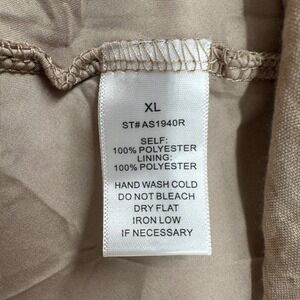 XL
ST# AS1940R
SELF:
100% POLYESTER
LINING:
100% POLYESTER
HAND WASH COLD
DO NOT BLEACH
DRY FLAT
IRON LOW
IF NECESSARY